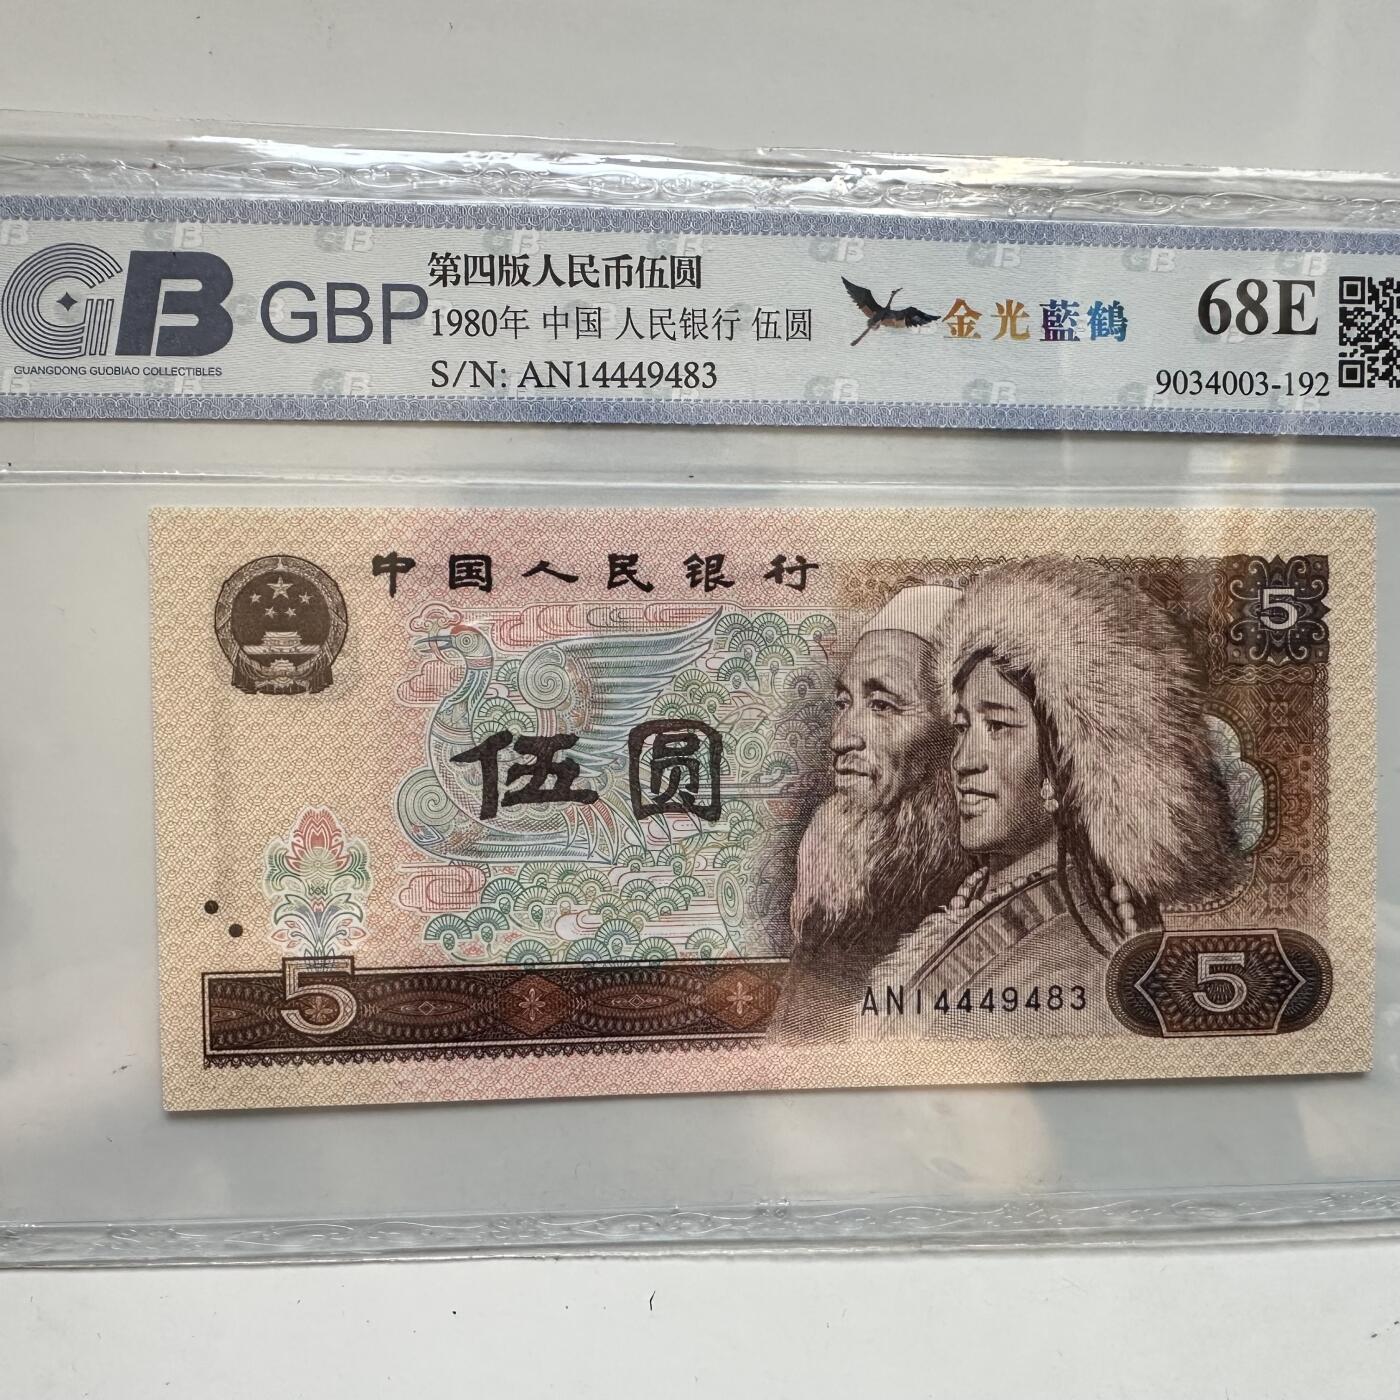 GB GBP
GUANGDONG GUOBIAO COLLECTIBLES
第四版人民币伍圆
1980年 中国 人民银行 伍圆
S/N: AN14449483
金光藍鶴
68E
9034003-192
中国人民银行
5
伍圆
5
AN14449483
5